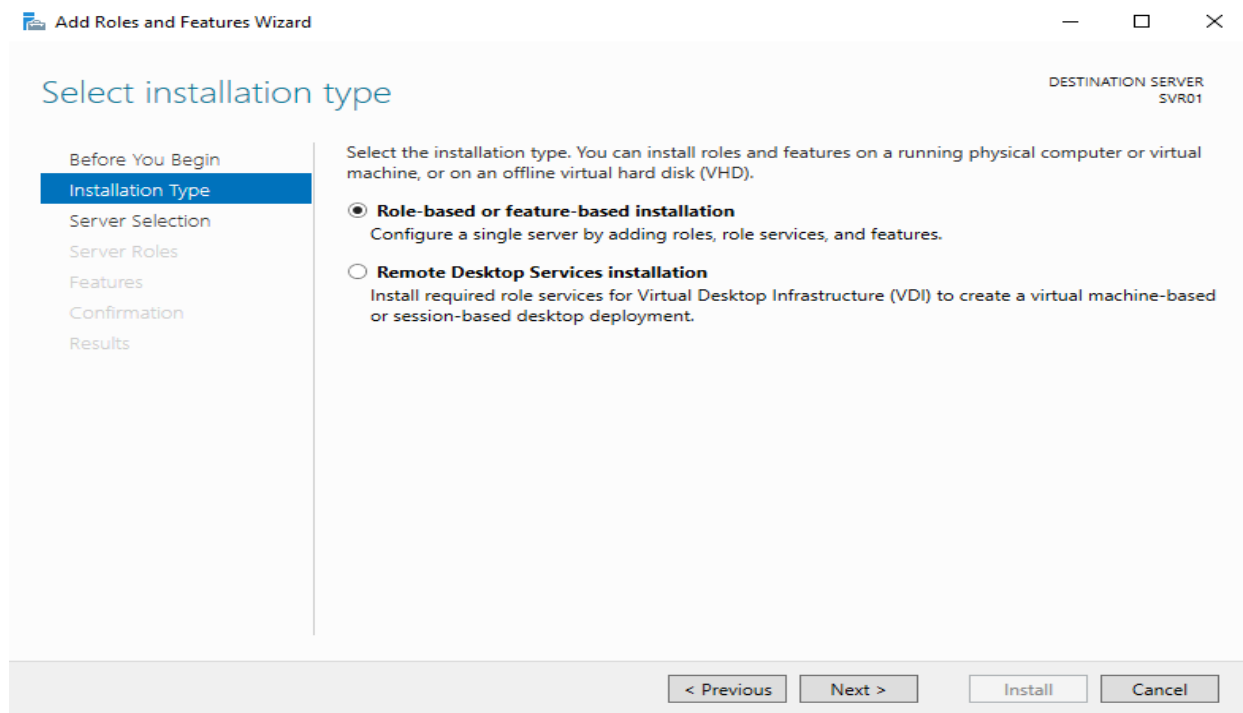 Add Roles and Features Wizard
Select installation type
DESTINATION SERVER
SVR01
Before You Begin
Installation Type
Server Selection
Server Roles
Features
Confirmation
Results
Select the installation type. You can install roles and features on a running physical computer or virtual
machine, or on an offline virtual hard disk (VHD).
Role-based or feature-based installation
Configure a single server by adding roles, role services, and features.
Remote Desktop Services installation
Install required role services for Virtual Desktop Infrastructure (VDI) to create a virtual machine-based
or session-based desktop deployment.
< Previous Next > Install Cancel